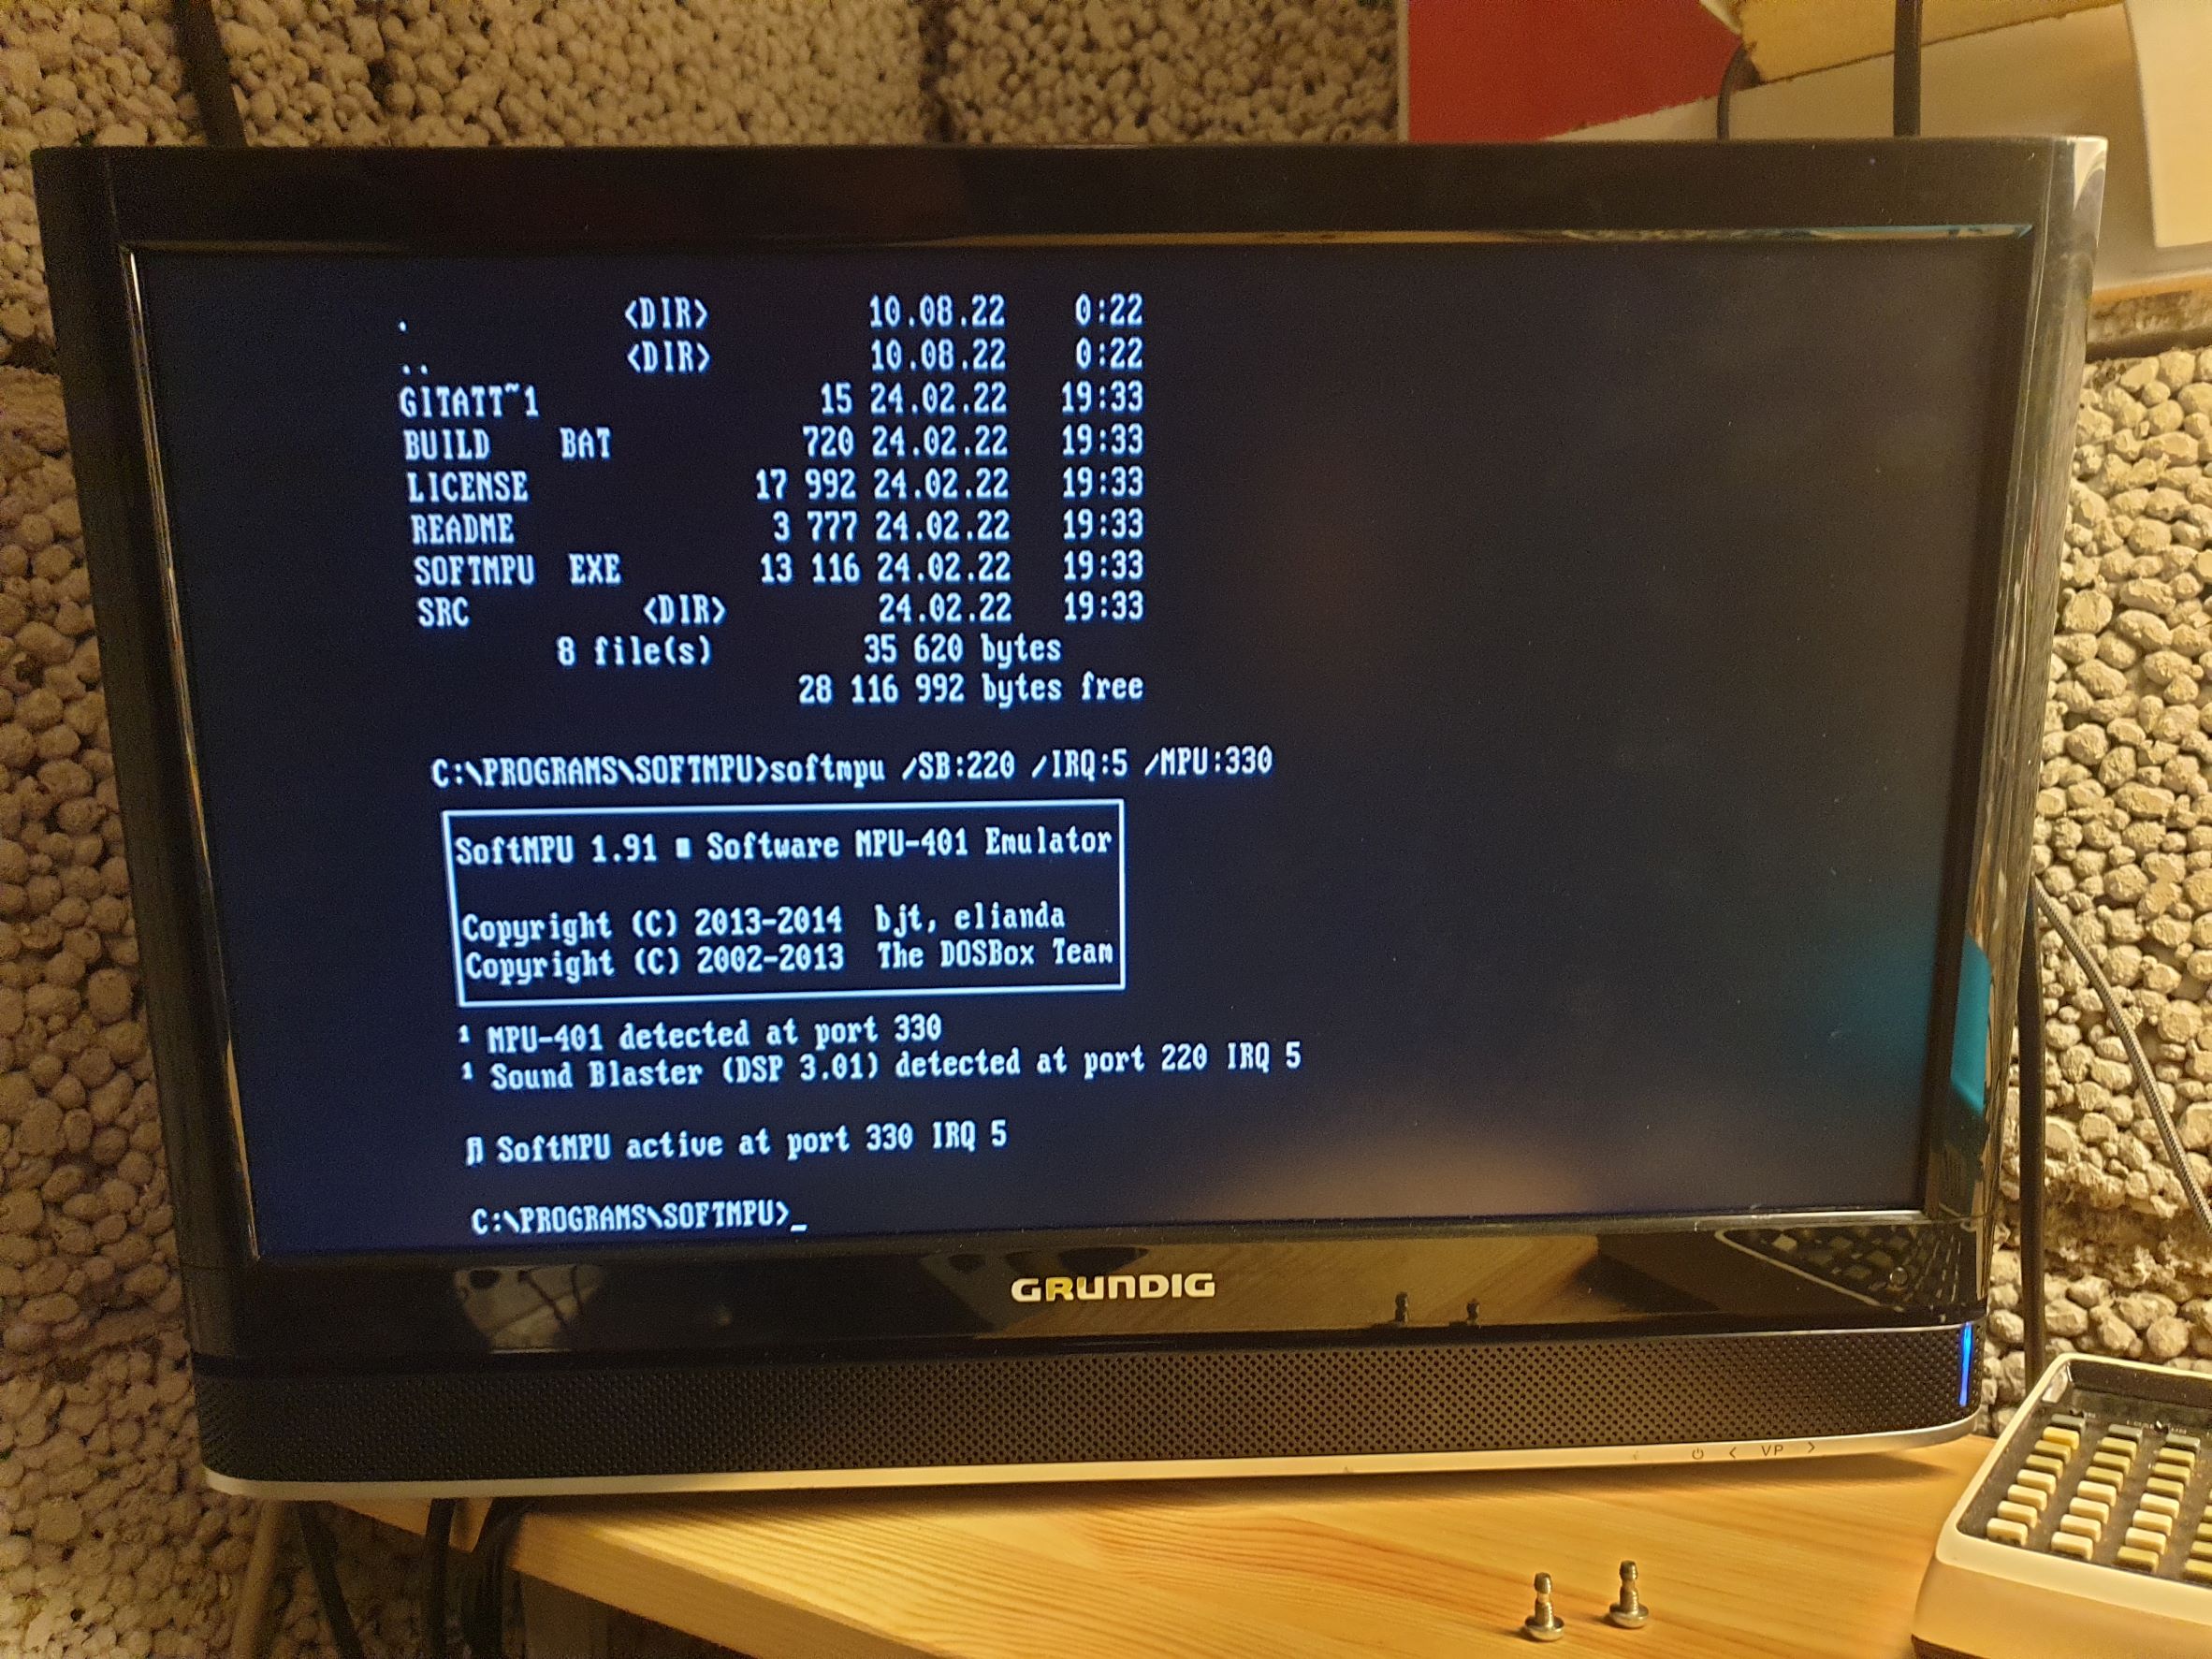 . <DIR> 10.08.22 0:22
.. <DIR> 10.08.22 0:22
GITATT~1 15 24.02.22 19:33
BUILD BAT 720 24.02.22 19:33
LICENSE 17 992 24.02.22 19:33
README 3 777 24.02.22 19:33
SOFTMPU EXE 13 116 24.02.22 19:33
SRC <DIR> 24.02.22 19:33
8 file(s) 35 620 bytes
28 116 992 bytes free
C:\PROGRAMS\SOFTMPU>softmpu /SB:220 /IRQ:5 /MPU:330
SoftMPU 1.91 ■ Software MPU-401 Emulator
Copyright (C) 2013-2014 bjt, elianda
Copyright (C) 2002-2013 The DOSBox Team
¹ MPU-401 detected at port 330
¹ Sound Blaster (DSP 3.01) detected at port 220 IRQ 5
♫ SoftMPU active at port 330 IRQ 5
C:\PROGRAMS\SOFTMPU>_
GRUNDIG
< VP >